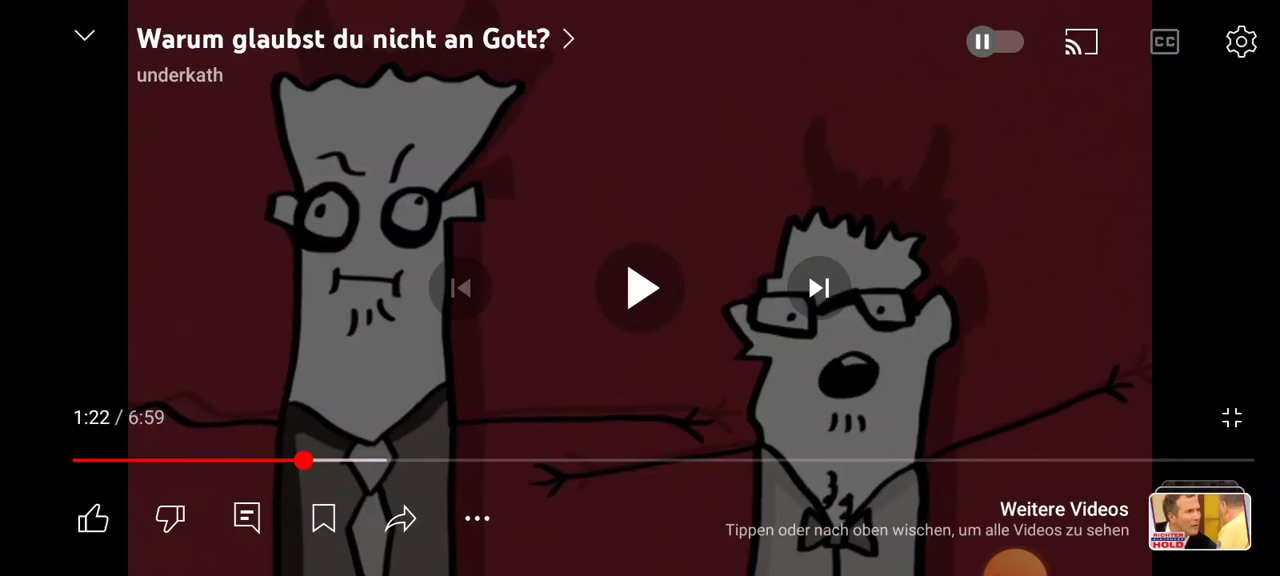 Warum glaubst du nicht an Gott?
underkath
CC
1:22 / 6:59
Weitere Videos
Tippen oder nach oben wischen, um alle Videos zu sehen
RICHTER
HOLD